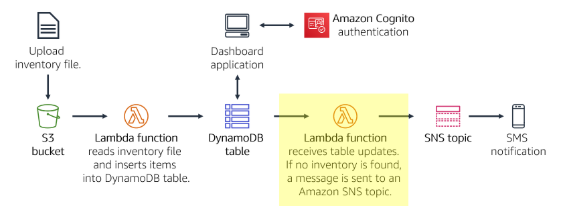 Upload
inventory file.
Dashboard
application
Amazon Cognito
authentication
S3
bucket
Lambda function
reads inventory file
and inserts items
into DynamoDB table.
DynamoDB
table
Lambda function
receives table updates.
If no inventory is found,
a message is sent to an
Amazon SNS topic.
SNS topic
SMS
notification